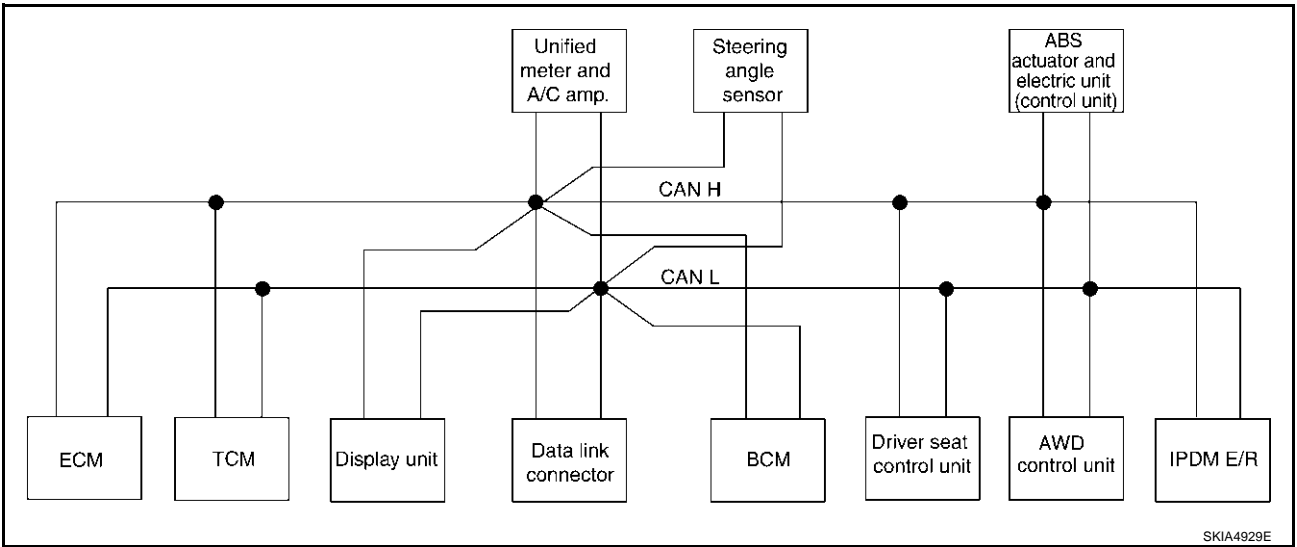 Unified
meter and
A/C amp.
Steering
angle
sensor
ABS
actuator and
electric unit
(control unit)
CAN H
CAN L
ECM
TCM
Display unit
Data link
connector
BCM
Driver seat
control unit
AWD
control unit
IPDM E/R
SKIA4929E